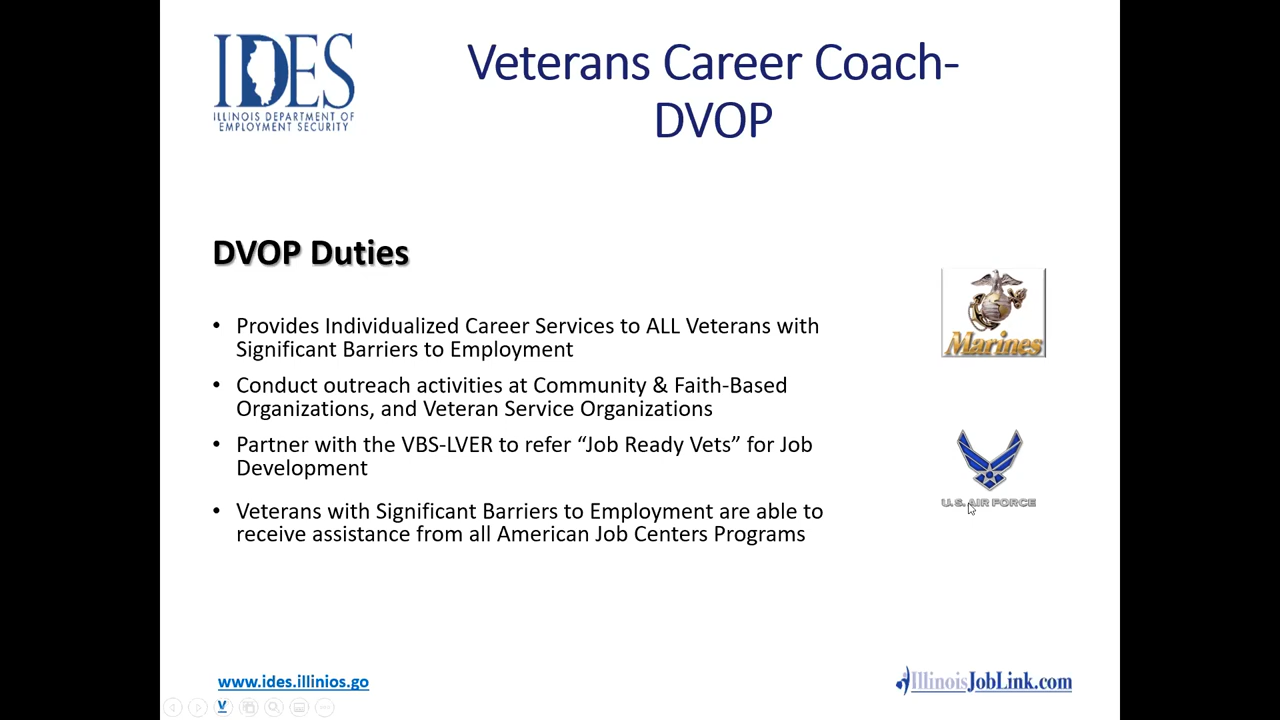 IDES
ILLINOIS DEPARTMENT OF
EMPLOYMENT SECURITY
Veterans Career Coach-
DVOP
DVOP Duties
• Provides Individualized Career Services to ALL Veterans with
Significant Barriers to Employment
• Conduct outreach activities at Community & Faith-Based
Organizations, and Veteran Service Organizations
• Partner with the VBS-LVER to refer “Job Ready Vets” for Job
Development
• Veterans with Significant Barriers to Employment are able to
receive assistance from all American Job Centers Programs
Marines
U.S. AIR FORCE
www.ides.illinios.go
v
IllinoisJobLink.com